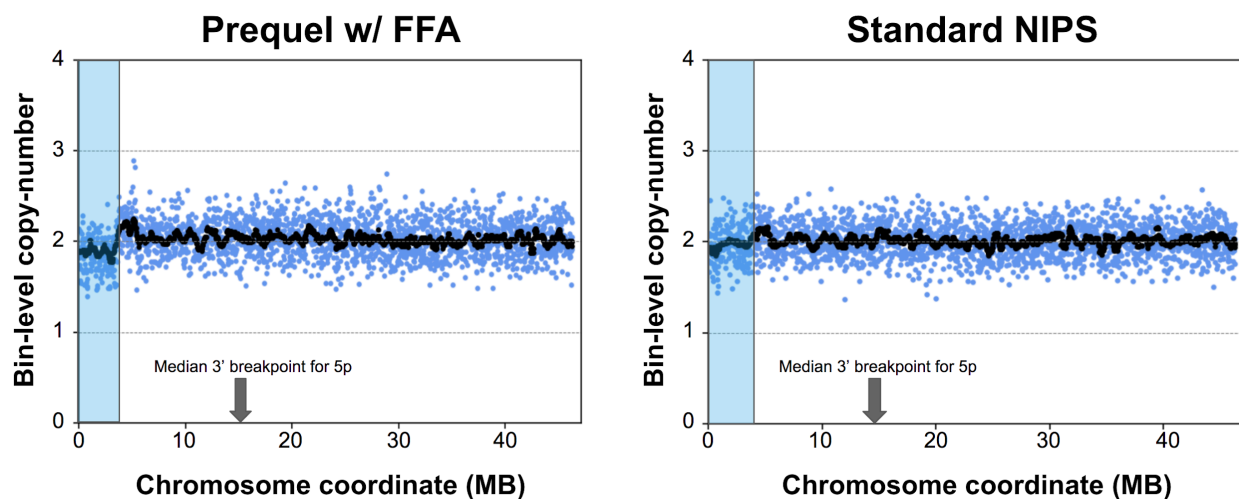 Prequel w/ FFA
Bin-level copy-number
4
3
2
1
0
Median 3’ breakpoint for 5p
0
10
20
30
40
Chromosome coordinate (MB)
Standard NIPS
Bin-level copy-number
4
3
2
1
0
Median 3’ breakpoint for 5p
0
10
20
30
40
Chromosome coordinate (MB)